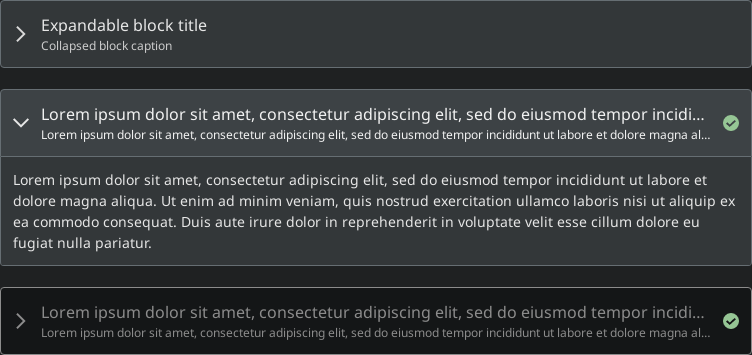 Expandable block title
Collapsed block caption
Lorem ipsum dolor sit amet, consectetur adipiscing elit, sed do eiusmod tempor incidi...
Lorem ipsum dolor sit amet, consectetur adipiscing elit, sed do eiusmod tempor incididunt ut labore et dolore magna al...
Lorem ipsum dolor sit amet, consectetur adipiscing elit, sed do eiusmod tempor incididunt ut labore et
dolore magna aliqua. Ut enim ad minim veniam, quis nostrud exercitation ullamco laboris nisi ut aliquip ex
ea commodo consequat. Duis aute irure dolor in reprehenderit in voluptate velit esse cillum dolore eu
fugiat nulla pariatur.
Lorem ipsum dolor sit amet, consectetur adipiscing elit, sed do eiusmod tempor incidi...
Lorem ipsum dolor sit amet, consectetur adipiscing elit, sed do eiusmod tempor incididunt ut labore et dolore magna al...